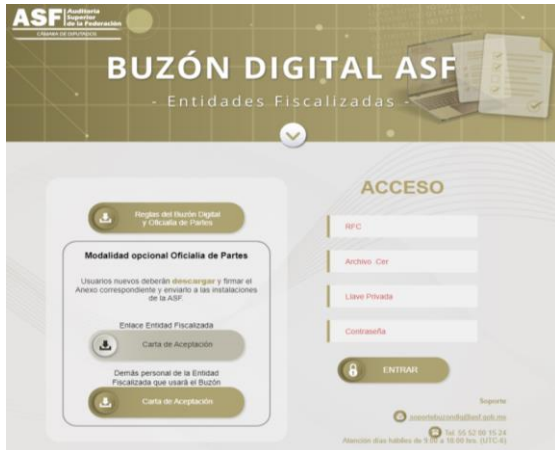 ASF Auditoría
Superior
de la Federación
CÁMARA DE DIPUTADOS
BUZÓN DIGITAL ASF
- Entidades Fiscalizadas -
Reglas del Buzón Digital
y Oficialía de Partes
Modalidad opcional Oficialía de Partes
Usuarios nuevos deberán descargar y firmar el
Anexo correspondiente y enviarlo a las instalaciones
de la ASF
Enlace Entidad Fiscalizada
Carta de Aceptación
Demás personal de la Entidad
Fiscalizada que usará el Buzón
Carta de Aceptación
ACCESO
RFC
Archivo Cer
Llave Privada
Contraseña
ENTRAR
Soporte
Tel. 55 52 00 15 24
Atención días hábiles de 9:00 a 18:00 hrs. (UTC-6)